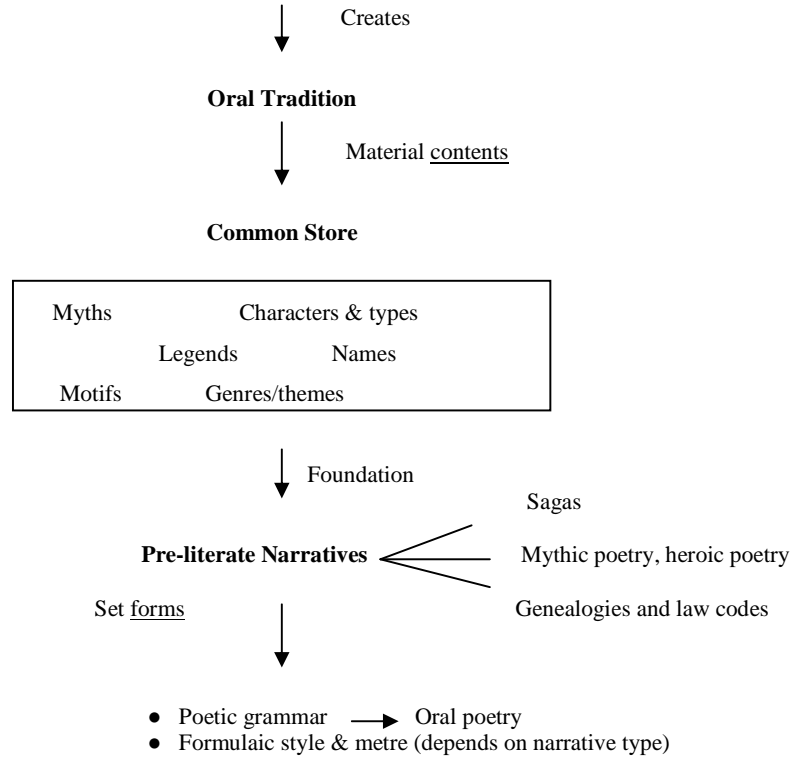 Creates
Oral Tradition
Material contents
Common Store
Myths Characters & types
Legends Names
Motifs Genres/themes
Foundation
Sagas
Pre-literate Narratives Mythic poetry, heroic poetry
Set forms Genealogies and law codes
● Poetic grammar Oral poetry
● Formulaic style & metre (depends on narrative type)